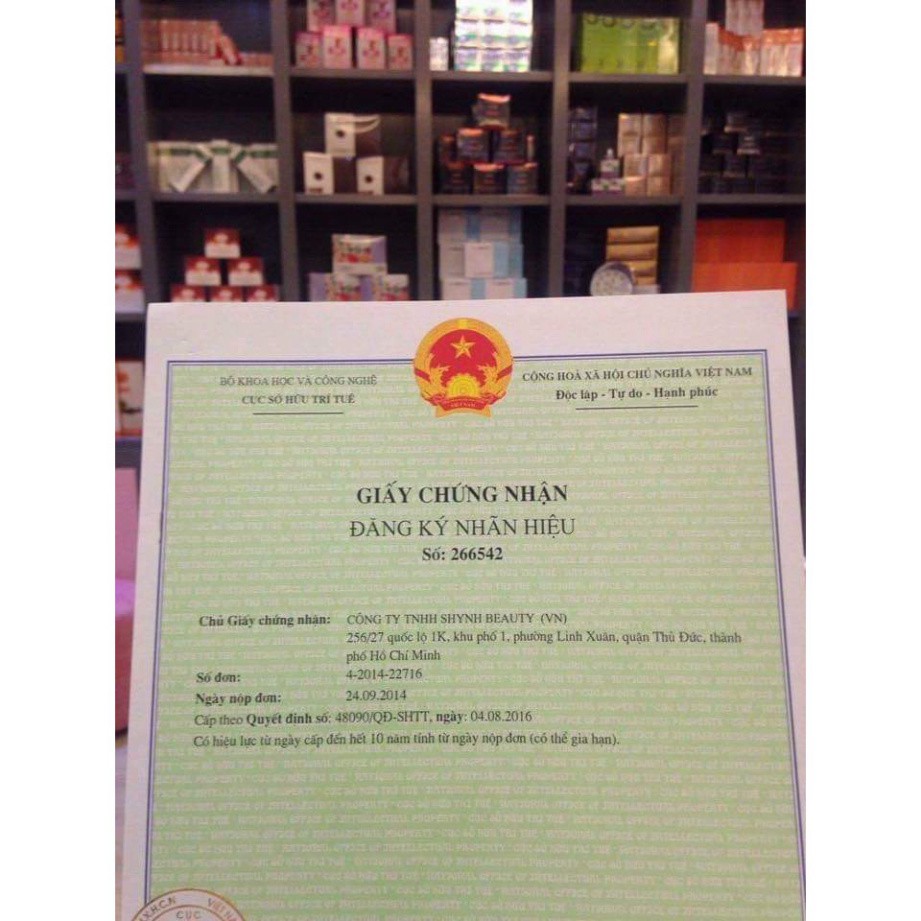 BỘ KHOA HỌC VÀ CÔNG NGHỆ
CỤC SỞ HỮU TRÍ TUỆ
CỘNG HOÀ XÃ HỘI CHỦ NGHĨA VIỆT NAM
Độc lập - Tự do - Hạnh phúc
VIỆT NAM
GIẤY CHỨNG NHẬN
ĐĂNG KÝ NHÃN HIỆU
Số: 266542
Chủ Giấy chứng nhận: CÔNG TY TNHH SHYNH BEAUTY (VN)
256/27 quốc lộ 1K, khu phố 1, phường Linh Xuân, quận Thủ Đức, thành
phố Hồ Chí Minh
Số đơn: 4-2014-22716
Ngày nộp đơn: 24.09.2014
Cấp theo Quyết định số: 48090/QĐ-SHTT, ngày: 04.08.2016
Có hiệu lực từ ngày cấp đến hết 10 năm tính từ ngày nộp đơn (có thể gia hạn).
X.H.C.N VIỆT
CỤC